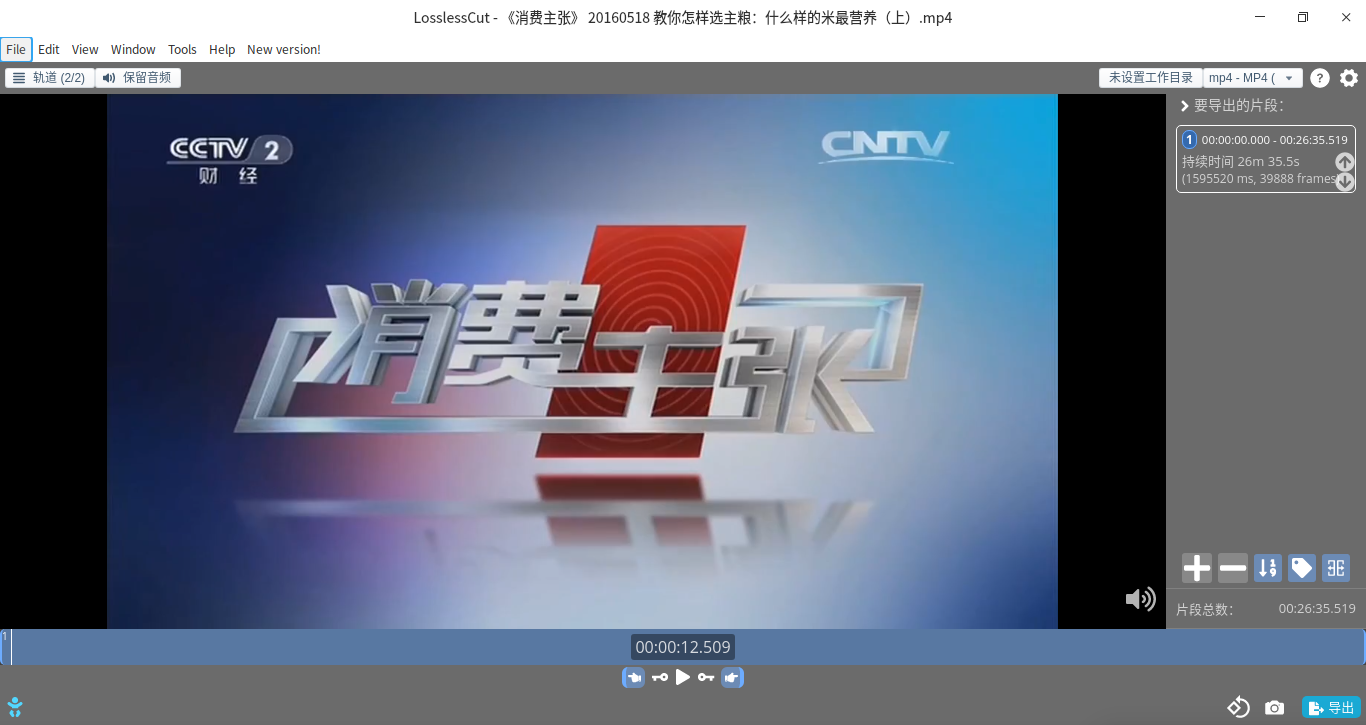 LosslessCut - 《消费主张》 20160518 教你怎样选主粮：什么样的米最营养（上）.mp4
File Edit View Window Tools Help New version!
轨道 (2/2) 保留音频 未设置工作目录 mp4 - MP4 (
?
要导出的片段：
1 00:00:00.000 - 00:26:35.519
持续时间 26m 35.5s
(1595520 ms, 39888 frames
CCTV 2
财经
CNTV
消费主张
片段总数： 00:26:35.519
1
00:00:12.509
导出